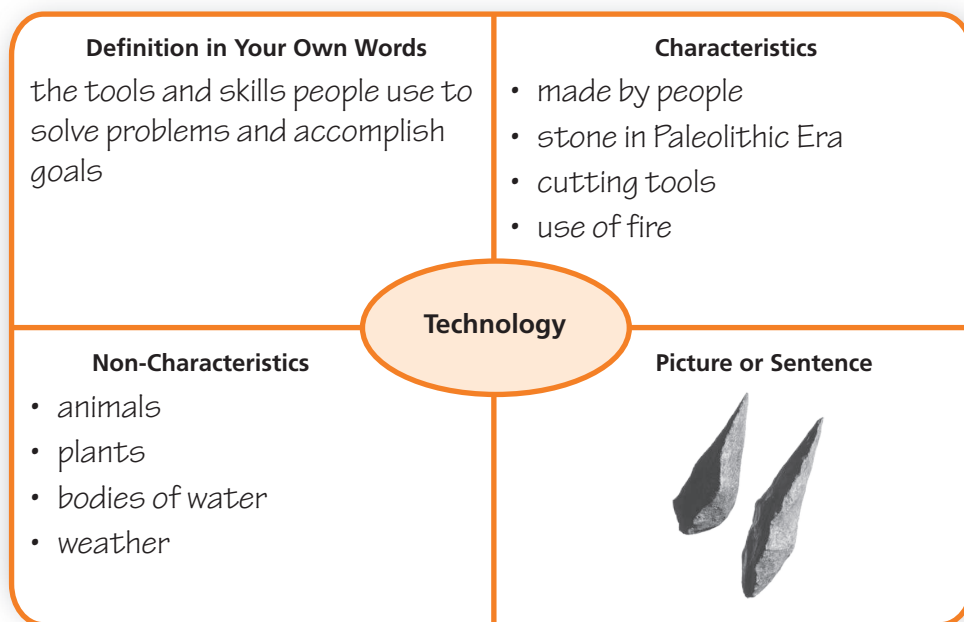 Definition in Your Own Words
the tools and skills people use to
solve problems and accomplish
goals
Characteristics
• made by people
• stone in Paleolithic Era
• cutting tools
• use of fire
Technology
Non-Characteristics
• animals
• plants
• bodies of water
• weather
Picture or Sentence